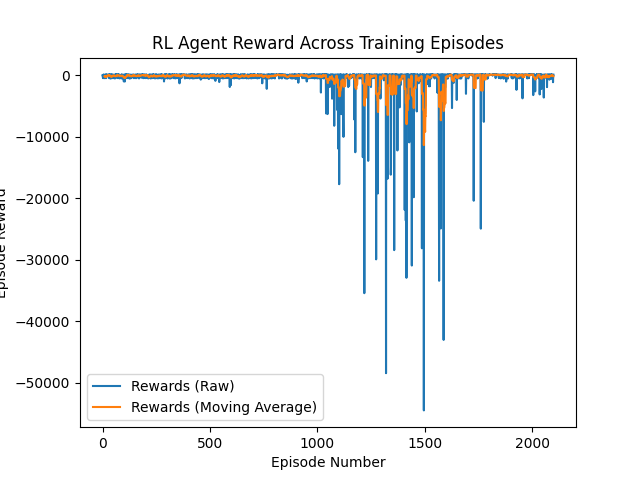 RL Agent Reward Across Training Episodes
0
−10000
−20000
−30000
−40000
−50000
Episode Reward
Rewards (Raw)
Rewards (Moving Average)
0
500
1000
1500
2000
Episode Number